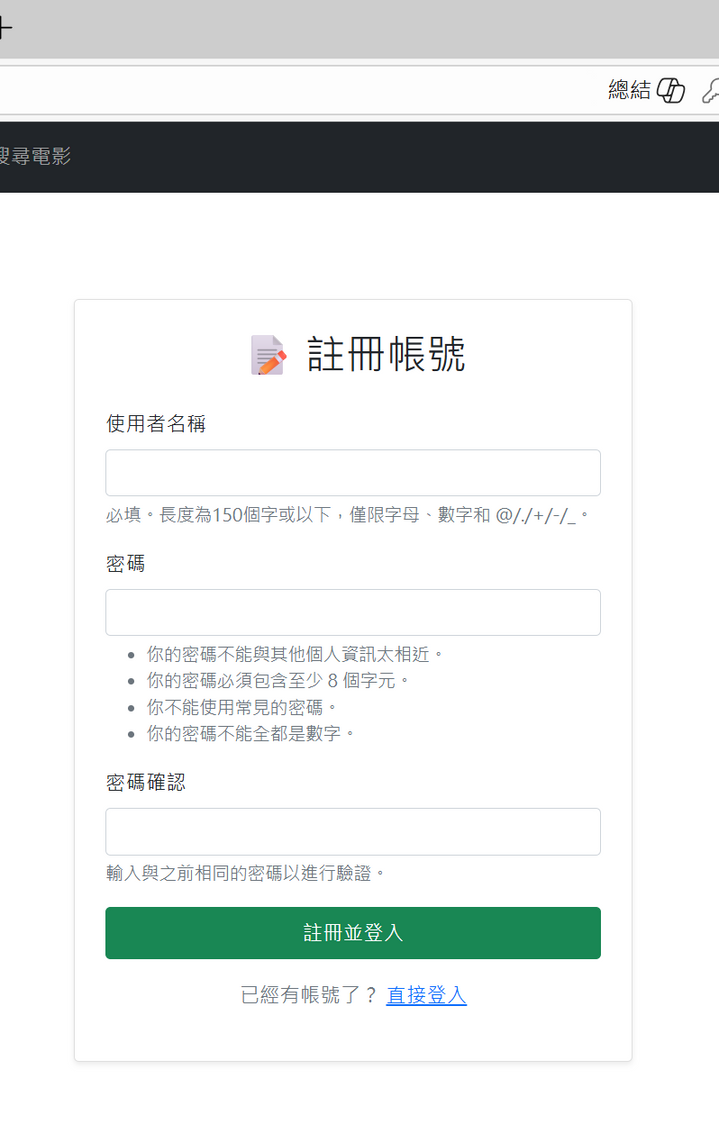 總結
搜尋電影
註冊帳號
使用者名稱
必填。長度為150個字或以下，僅限字母、數字和 @/./+/-/_。
密碼
你的密碼不能與其他個人資訊太相近。
你的密碼必須包含至少 8 個字元。
你不能使用常見的密碼。
你的密碼不能全都是數字。
密碼確認
輸入與之前相同的密碼以進行驗證。
註冊並登入
已經有帳號了？ 直接登入